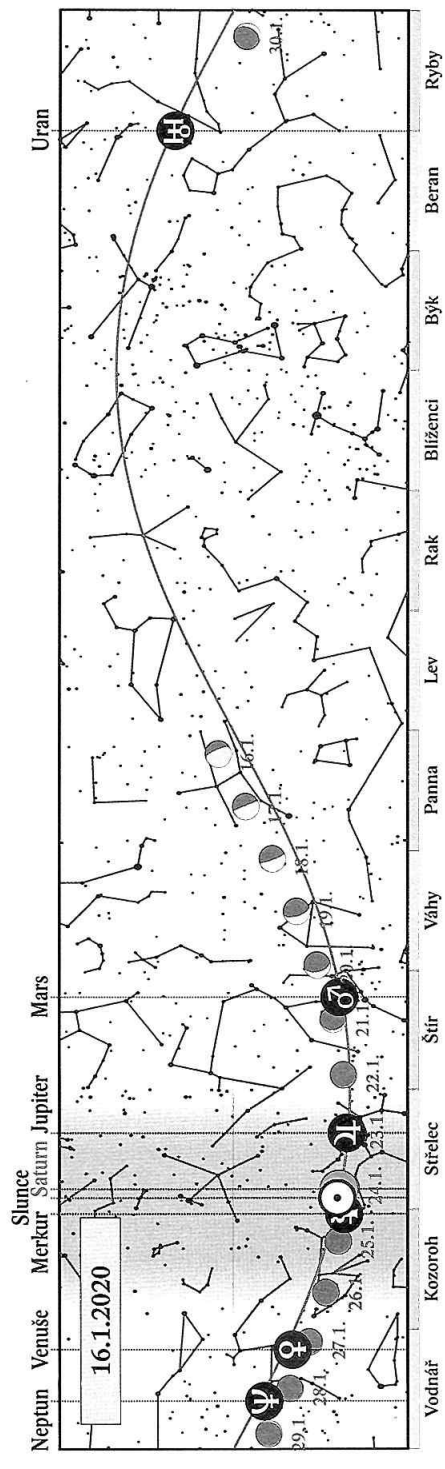 Neptun Venuše Merkur Slunce Saturn Jupiter Mars Uran
16.1.2020
29.1. 28.1. 27.1. 26.1. 25.1. 24.1. 23.1. 22.1. 21.1. 20.1. 19.1. 18.1. 17.1. 16.1. 30.1.
Vodnář Kozoroh Střelec Štír Váhy Panna Lev Rak Blíženci Býk Beran Ryby